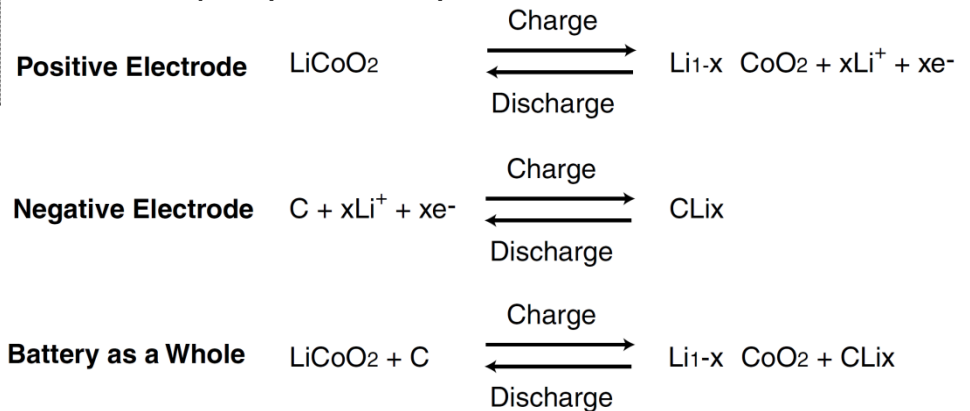 Charge
Positive Electrode LiCoO2 Li1-x CoO2 + xLi+ + xe-
Discharge
Charge
Negative Electrode C + xLi+ + xe- CLix
Discharge
Charge
Battery as a Whole LiCoO2 + C Li1-x CoO2 + CLix
Discharge